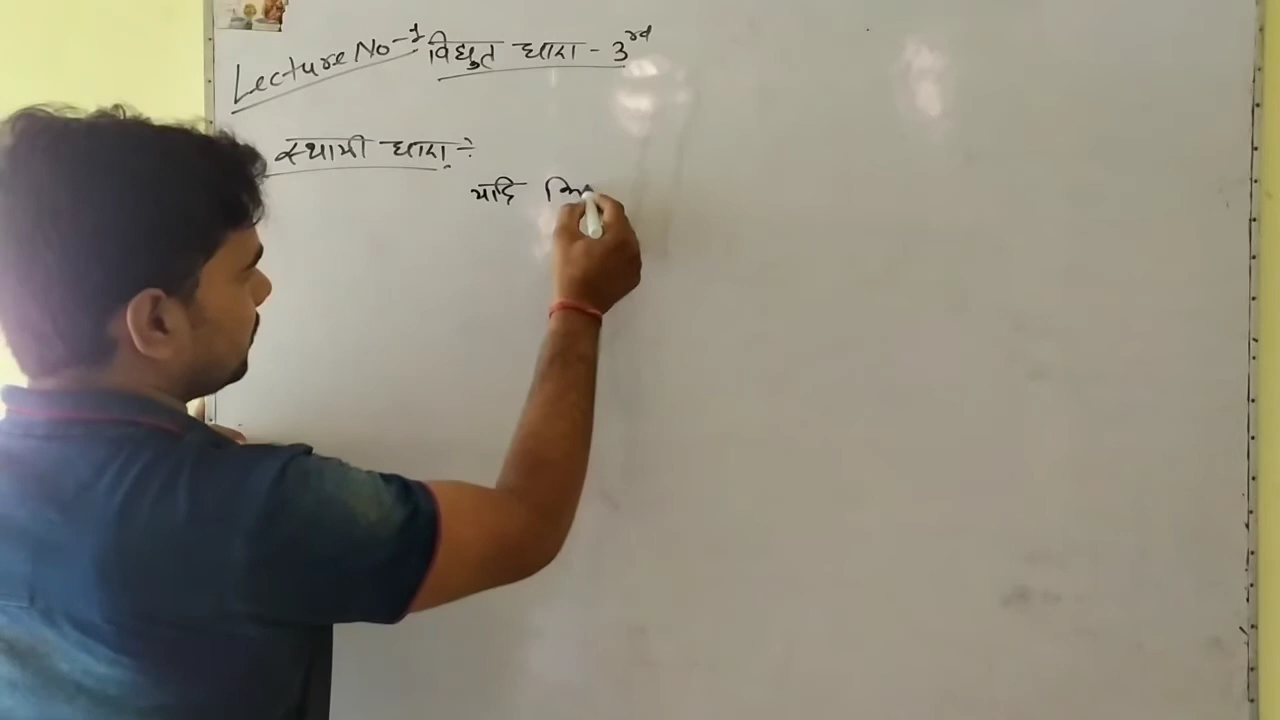 Lecture No-1 विधुत धारा - 3rd
स्थायी धारा ÷
यदि कि